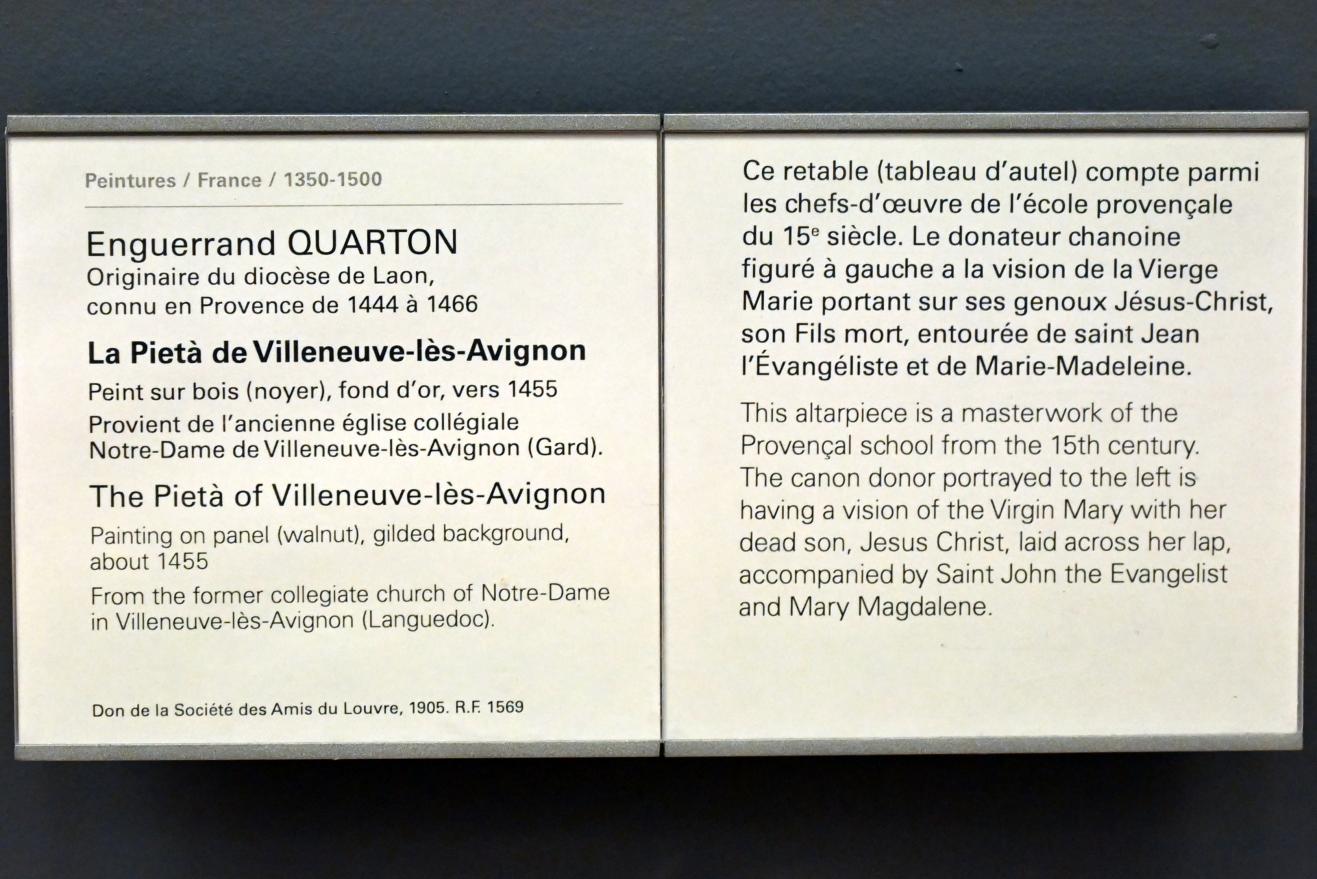 Peintures / France / 1350-1500
Enguerrand QUARTON
Originaire du diocèse de Laon,
connu en Provence de 1444 à 1466
La Pietà de Villeneuve-lès-Avignon
Peint sur bois (noyer), fond d'or, vers 1455
Provient de l'ancienne église collégiale
Notre-Dame de Villeneuve-lès-Avignon (Gard).
The Pietà of Villeneuve-lès-Avignon
Painting on panel (walnut), gilded background,
about 1455
From the former collegiate church of Notre-Dame
in Villeneuve-lès-Avignon (Languedoc).
Don de la Société des Amis du Louvre, 1905. R.F. 1569
Ce retable (tableau d'autel) compte parmi
les chefs-d'œuvre de l'école provençale
du 15e siècle. Le donateur chanoine
figuré à gauche a la vision de la Vierge
Marie portant sur ses genoux Jésus-Christ,
son Fils mort, entourée de saint Jean
l'Évangéliste et de Marie-Madeleine.
This altarpiece is a masterwork of the
Provençal school from the 15th century.
The canon donor portrayed to the left is
having a vision of the Virgin Mary with her
dead son, Jesus Christ, laid across her lap,
accompanied by Saint John the Evangelist
and Mary Magdalene.